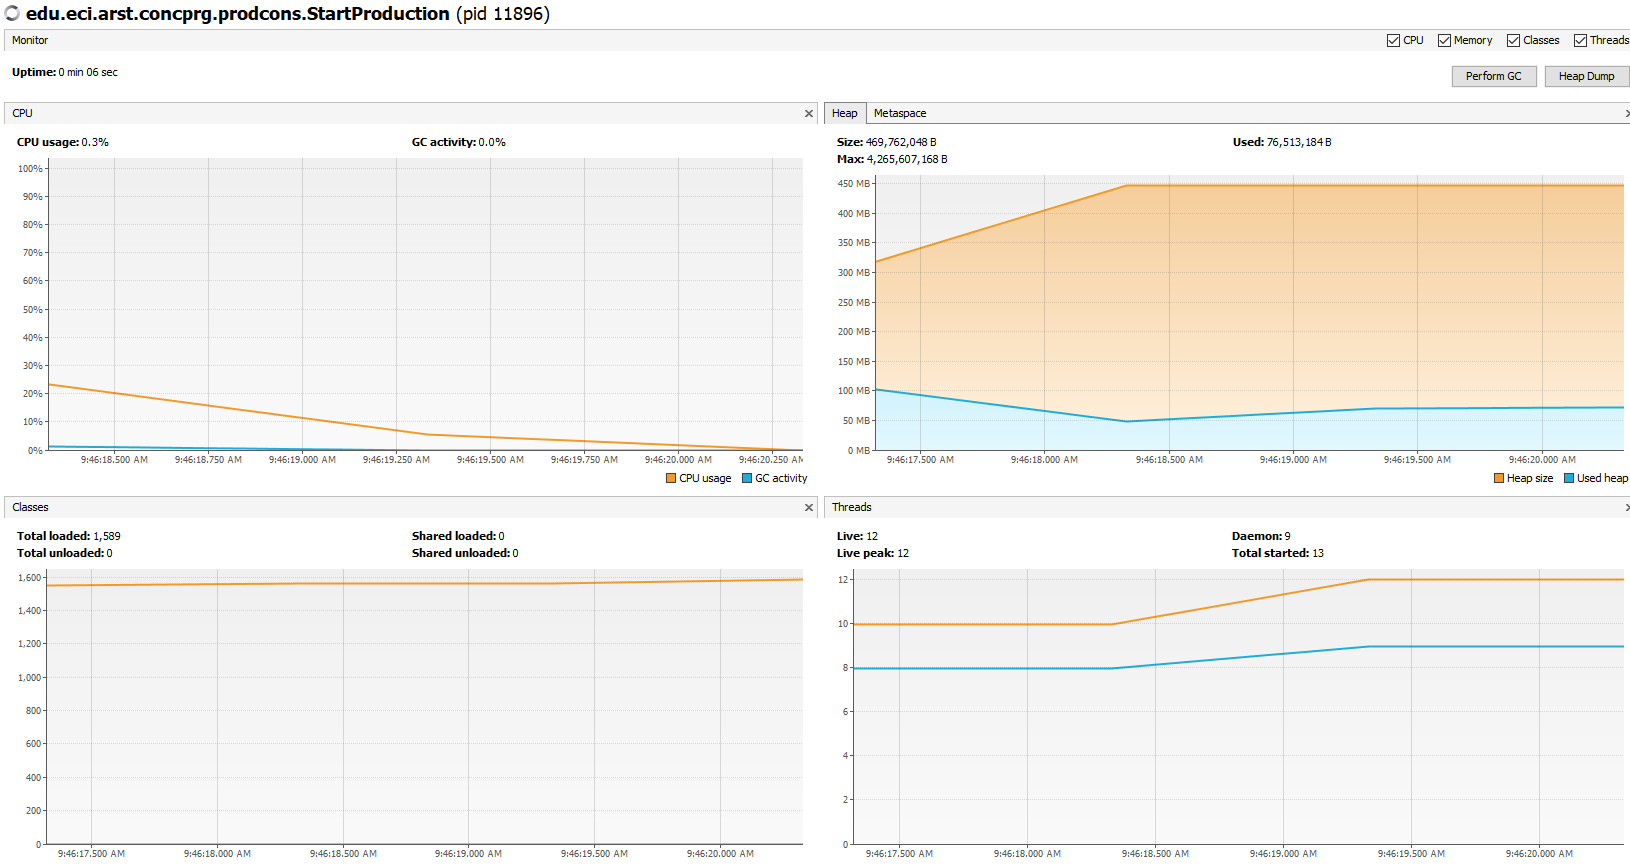 edu.eci.arst.concprg.prodcons.StartProduction (pid 11896)
Monitor
CPU Memory Classes Threads
Uptime: 0 min 06 sec
Perform GC Heap Dump
CPU
CPU usage: 0.3% GC activity: 0.0%
100%
90%
80%
70%
60%
50%
40%
30%
20%
10%
0%
9:46:18.500 AM 9:46:18.750 AM 9:46:19.000 AM 9:46:19.250 AM 9:46:19.500 AM 9:46:19.750 AM 9:46:20.000 AM 9:46:20.250 AM
CPU usage GC activity
Heap Metaspace
Size: 469,762,048 B Used: 76,513,184 B
Max: 4,265,607,168 B
450 MB
400 MB
350 MB
300 MB
250 MB
200 MB
150 MB
100 MB
50 MB
0 MB
9:46:17.500 AM 9:46:18.000 AM 9:46:18.500 AM 9:46:19.000 AM 9:46:19.500 AM 9:46:20.000 AM
Heap size Used heap
Classes
Total loaded: 1,589 Shared loaded: 0
Total unloaded: 0 Shared unloaded: 0
1,600
1,400
1,200
1,000
800
600
400
200
0
9:46:17.500 AM 9:46:18.000 AM 9:46:18.500 AM 9:46:19.000 AM 9:46:19.500 AM 9:46:20.000 AM
Threads
Live: 12 Daemon: 9
Live peak: 12 Total started: 13
12
10
8
6
4
2
0
9:46:17.500 AM 9:46:18.000 AM 9:46:18.500 AM 9:46:19.000 AM 9:46:19.500 AM 9:46:20.000 AM